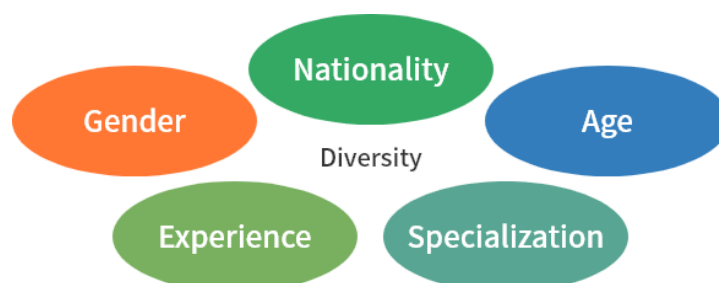 Nationality
Gender
Age
Diversity
Experience
Specialization